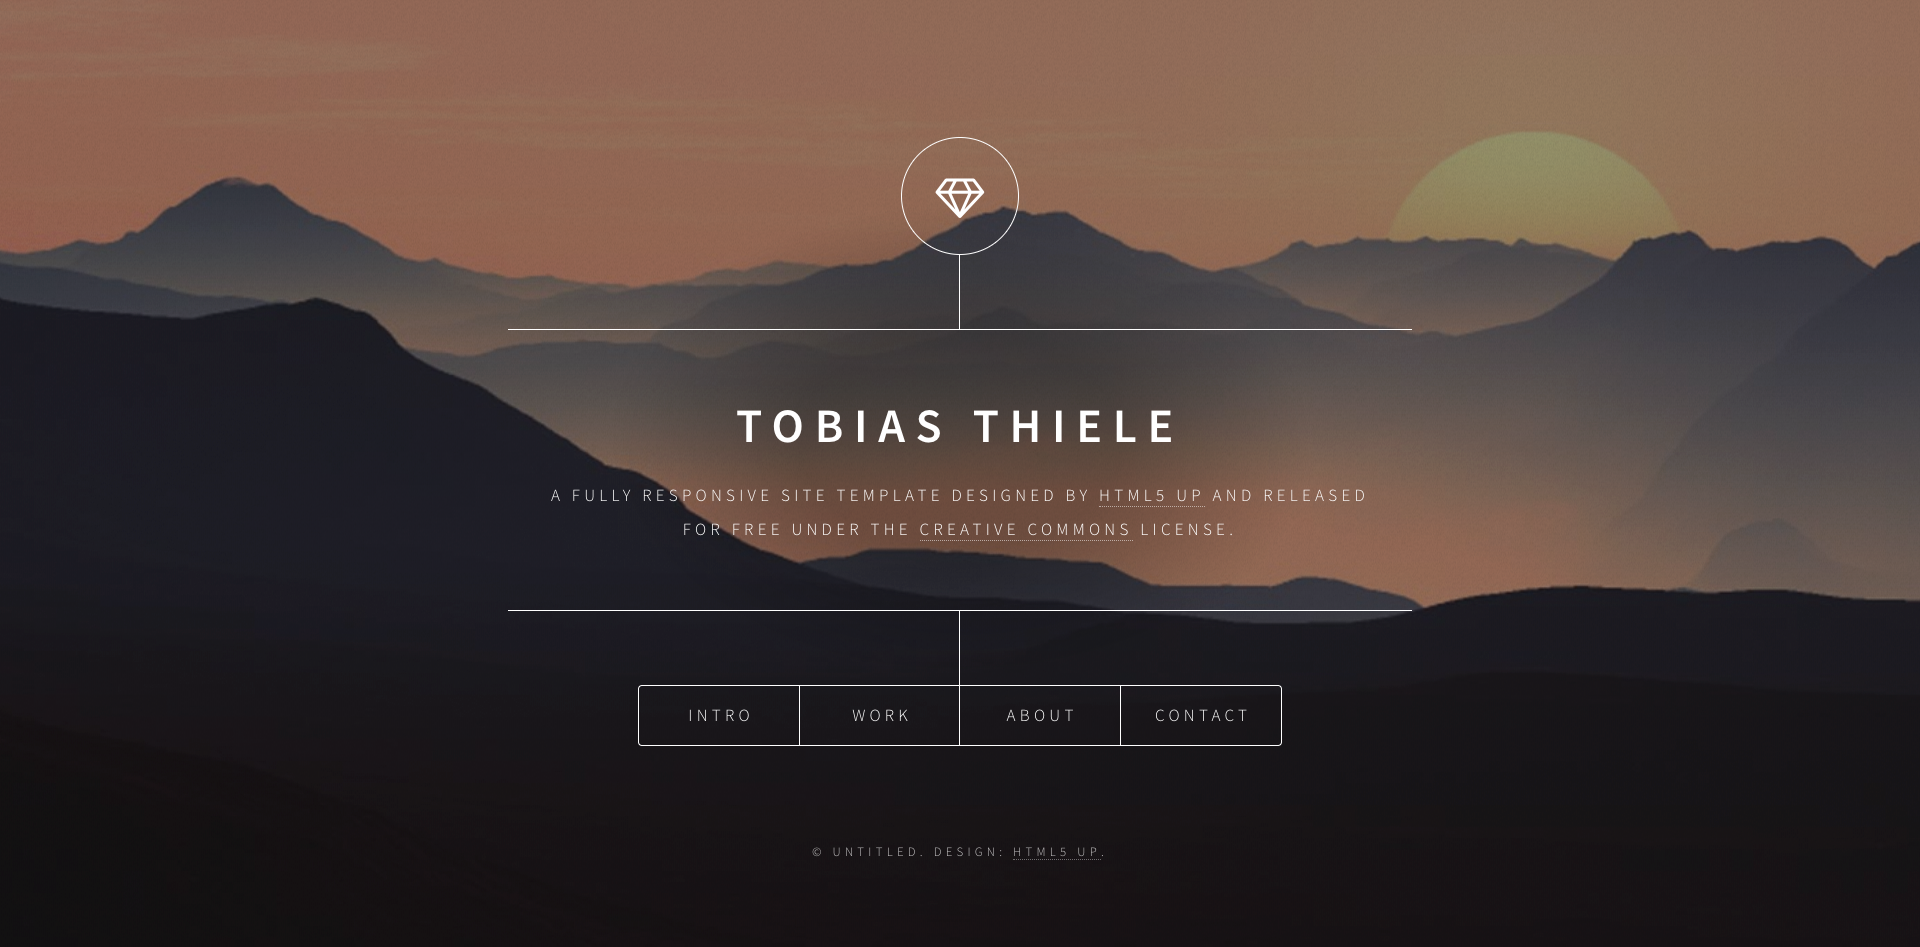 TOBIAS THIELE
A FULLY RESPONSIVE SITE TEMPLATE DESIGNED BY HTML5 UP AND RELEASED
FOR FREE UNDER THE CREATIVE COMMONS LICENSE.
INTRO WORK ABOUT CONTACT
© UNTITLED. DESIGN: HTML5 UP.